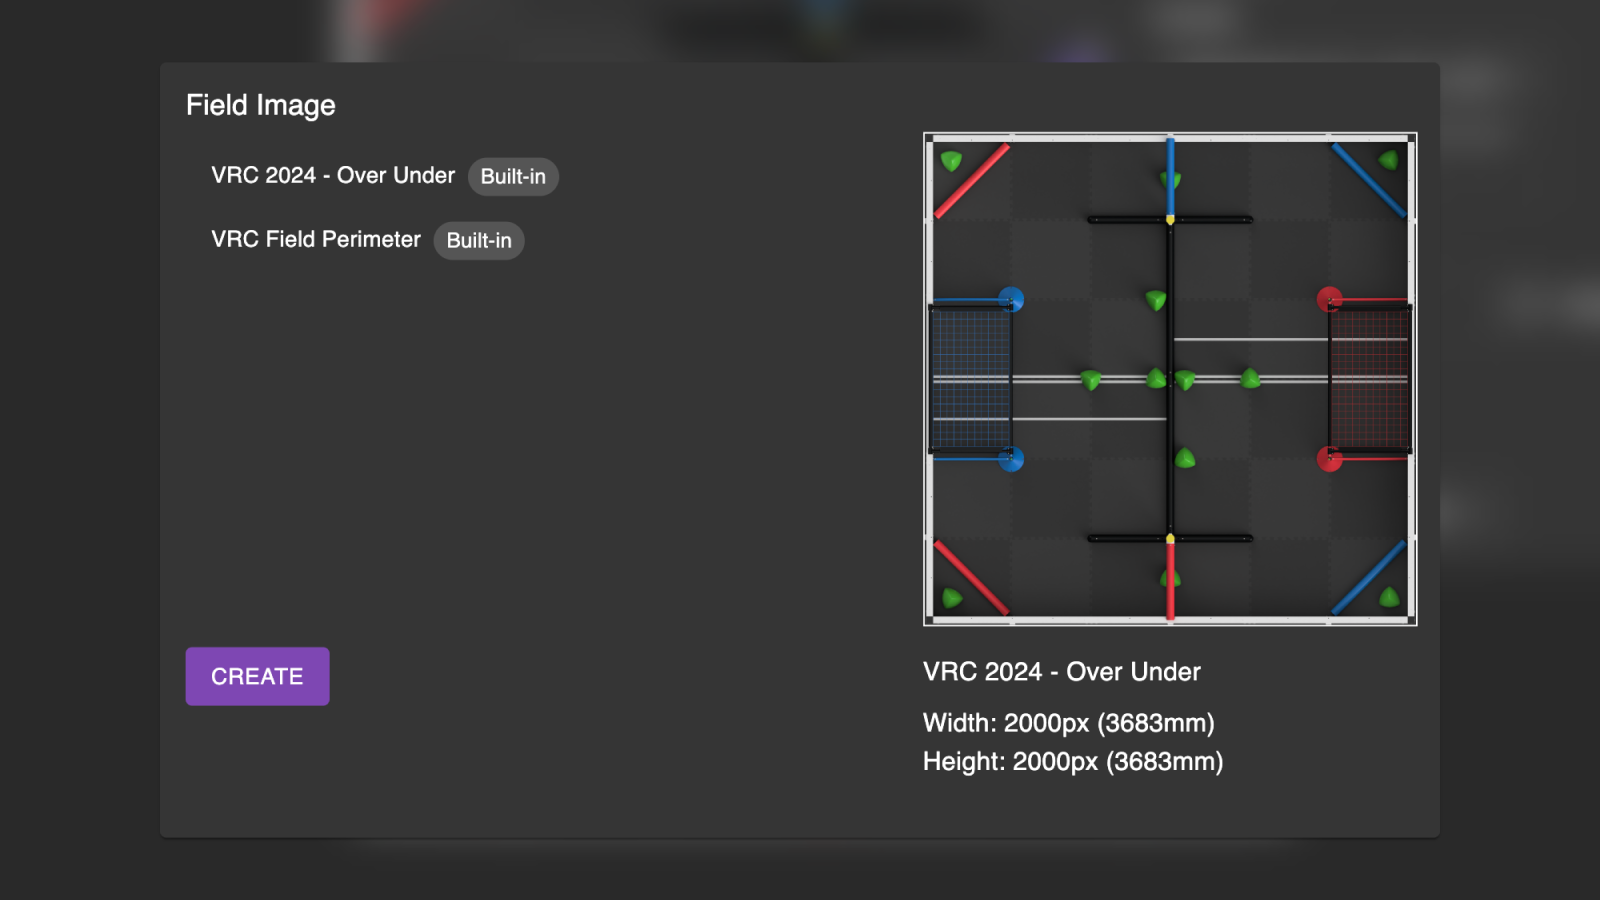 Field Image
VRC 2024 - Over Under Built-in
VRC Field Perimeter Built-in
CREATE
VRC 2024 - Over Under
Width: 2000px (3683mm)
Height: 2000px (3683mm)